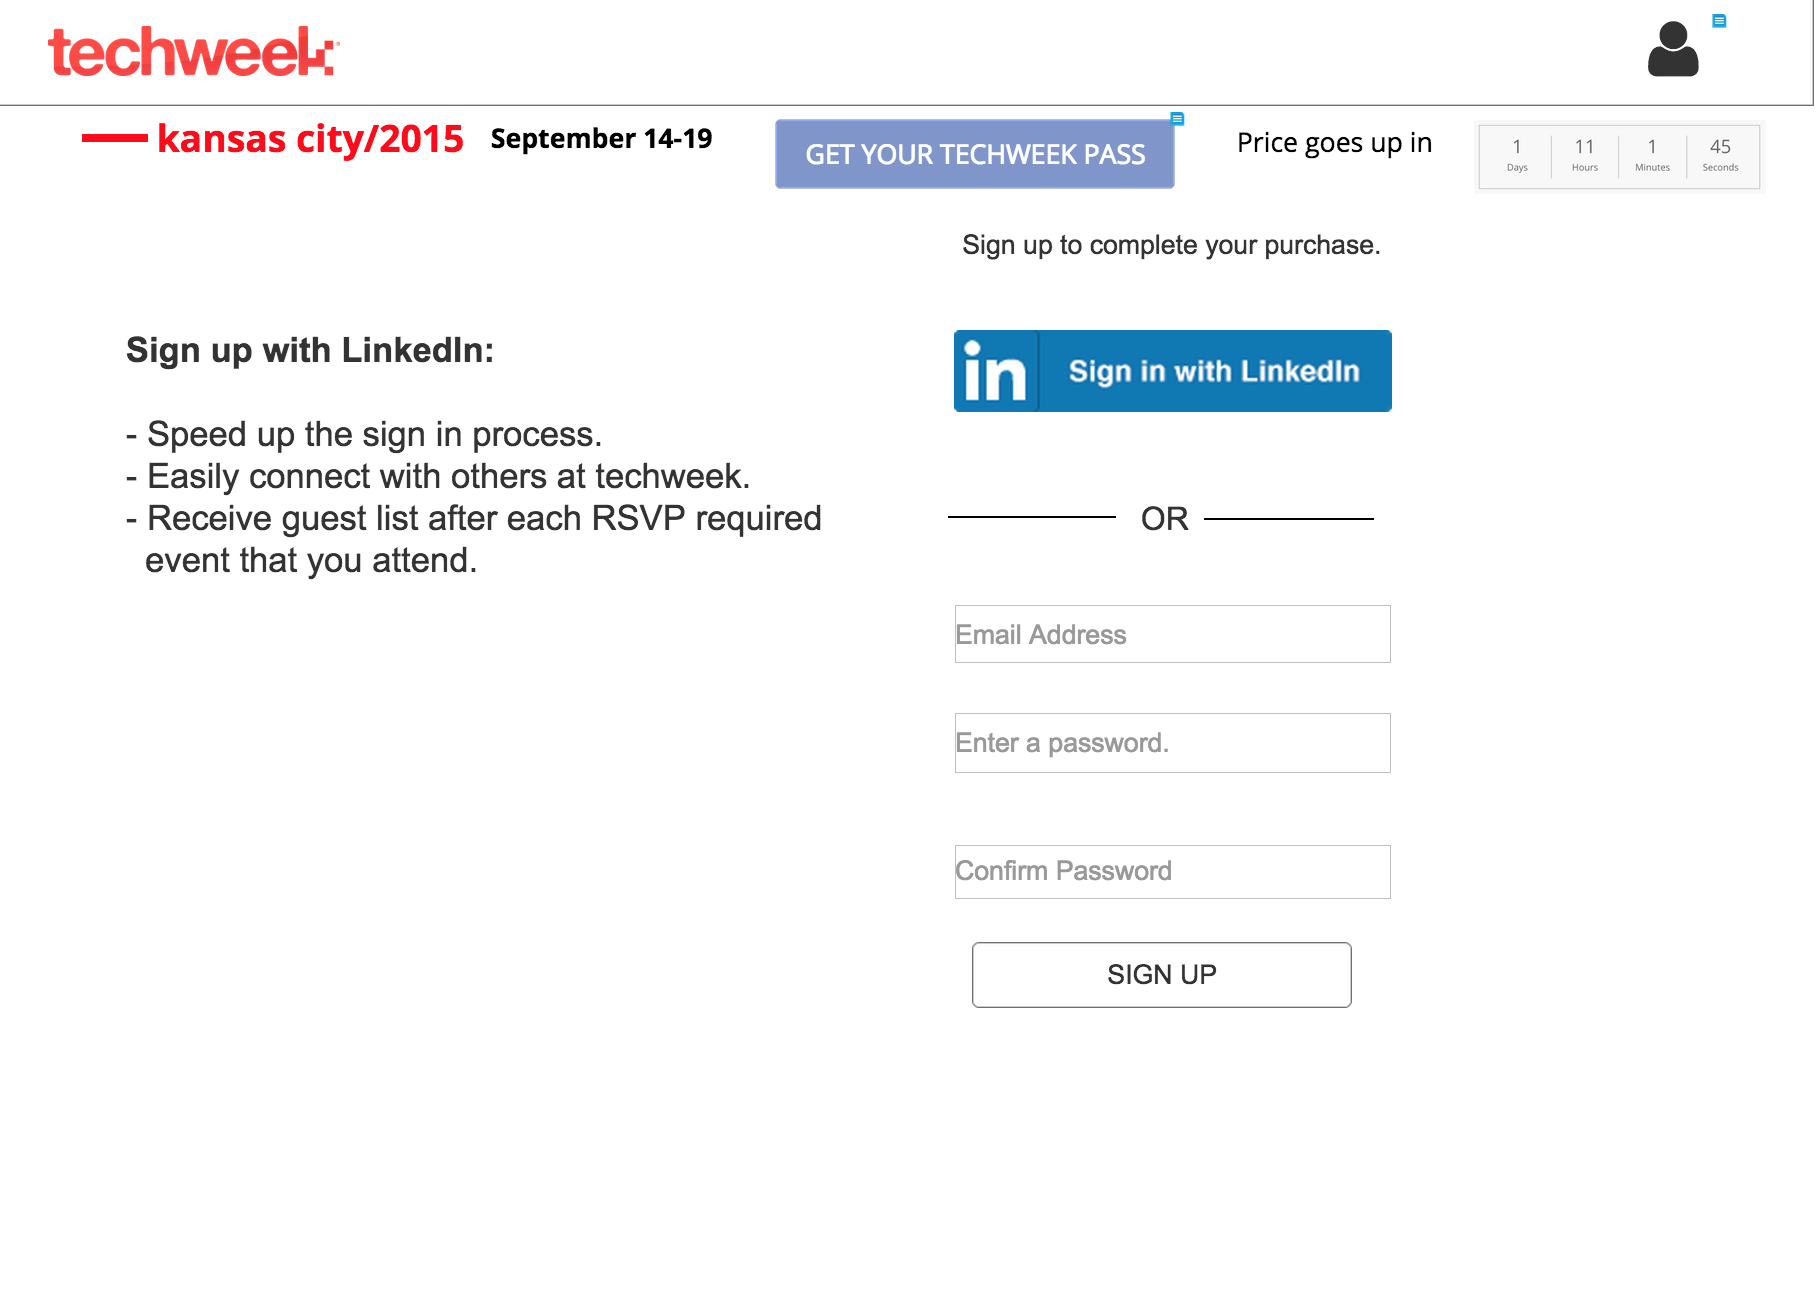 techweek
kansas city/2015 September 14-19
GET YOUR TECHWEEK PASS
Price goes up in
1 11 1 45
Days Hours Minutes Seconds
Sign up to complete your purchase.
Sign up with LinkedIn:
- Speed up the sign in process.
- Easily connect with others at techweek.
- Receive guest list after each RSVP required
event that you attend.
in Sign in with LinkedIn
OR
Email Address
Enter a password.
Confirm Password
SIGN UP